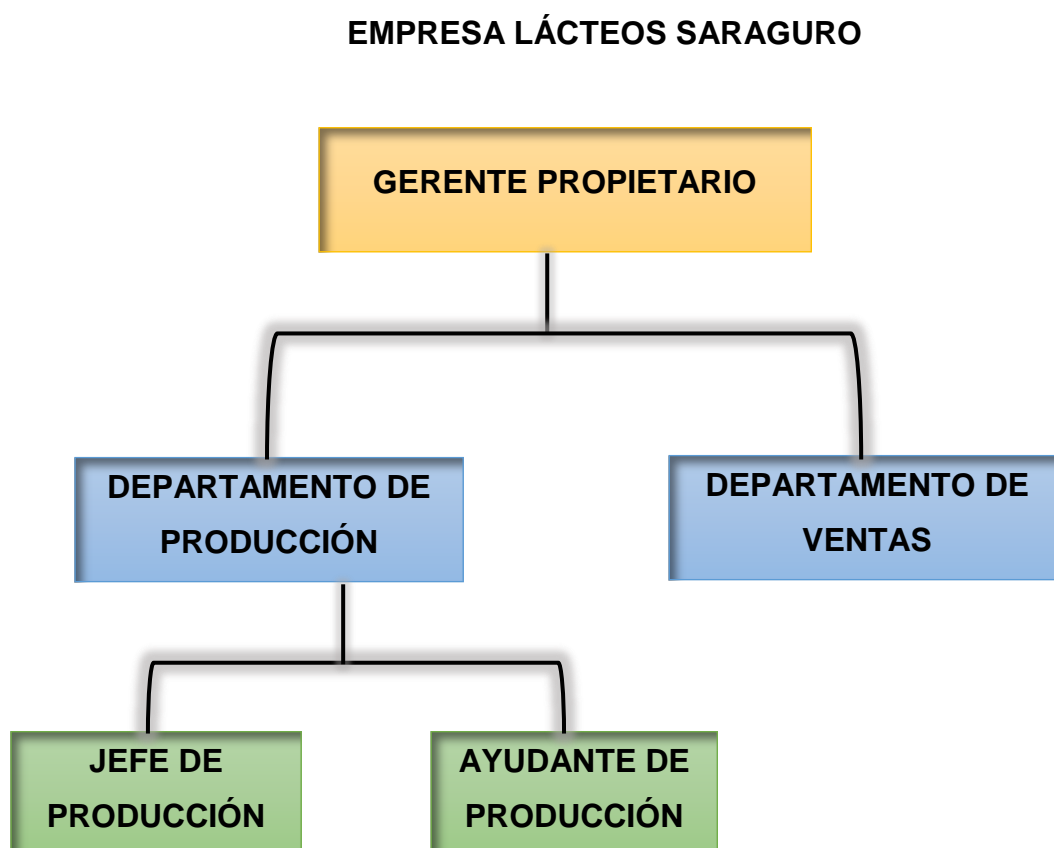 EMPRESA LÁCTEOS SARAGURO
GERENTE PROPIETARIO
DEPARTAMENTO DE
PRODUCCIÓN
DEPARTAMENTO DE
VENTAS
JEFE DE
PRODUCCIÓN
AYUDANTE DE
PRODUCCIÓN